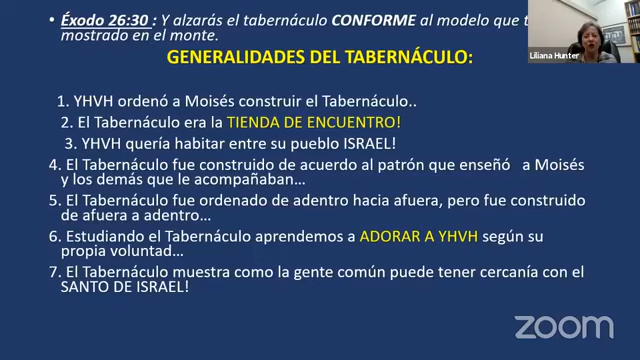 • Éxodo 26:30 : Y alzarás el tabernáculo CONFORME al modelo que t
mostrado en el monte.
GENERALIDADES DEL TABERNÁCULO:
1. YHVH ordenó a Moisés construir el Tabernáculo..
2. El Tabernáculo era la TIENDA DE ENCUENTRO!
3. YHVH quería habitar entre su pueblo ISRAEL!
4. El Tabernáculo fue construido de acuerdo al patrón que enseñó a Moisés
y los demás que le acompañaban...
5. El Tabernáculo fue ordenado de adentro hacia afuera, pero fue construido
de afuera a adentro...
6. Estudiando el Tabernáculo aprendemos a ADORAR A YHVH según su
propia voluntad...
7. El Tabernáculo muestra como la gente común puede tener cercanía con el
SANTO DE ISRAEL!
Liliana Hunter
zoom